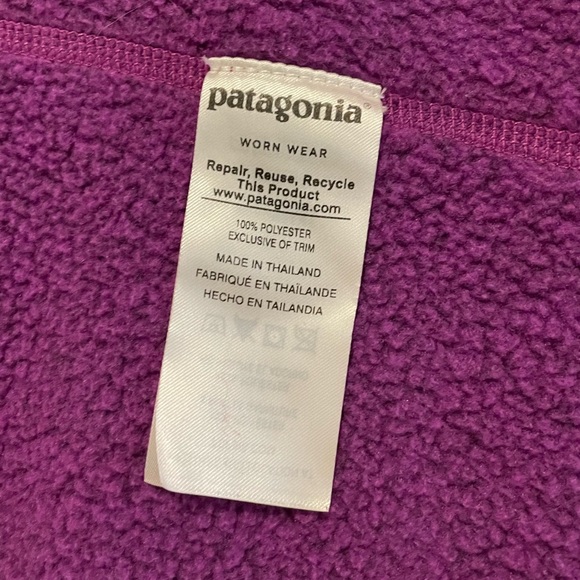 patagonia®
WORN WEAR
Repair, Reuse, Recycle
This Product
www.patagonia.com
100% POLYESTER
EXCLUSIVE OF TRIM
MADE IN THAILAND
FABRIQUÉ EN THAÏLANDE
HECHO EN TAILANDIA